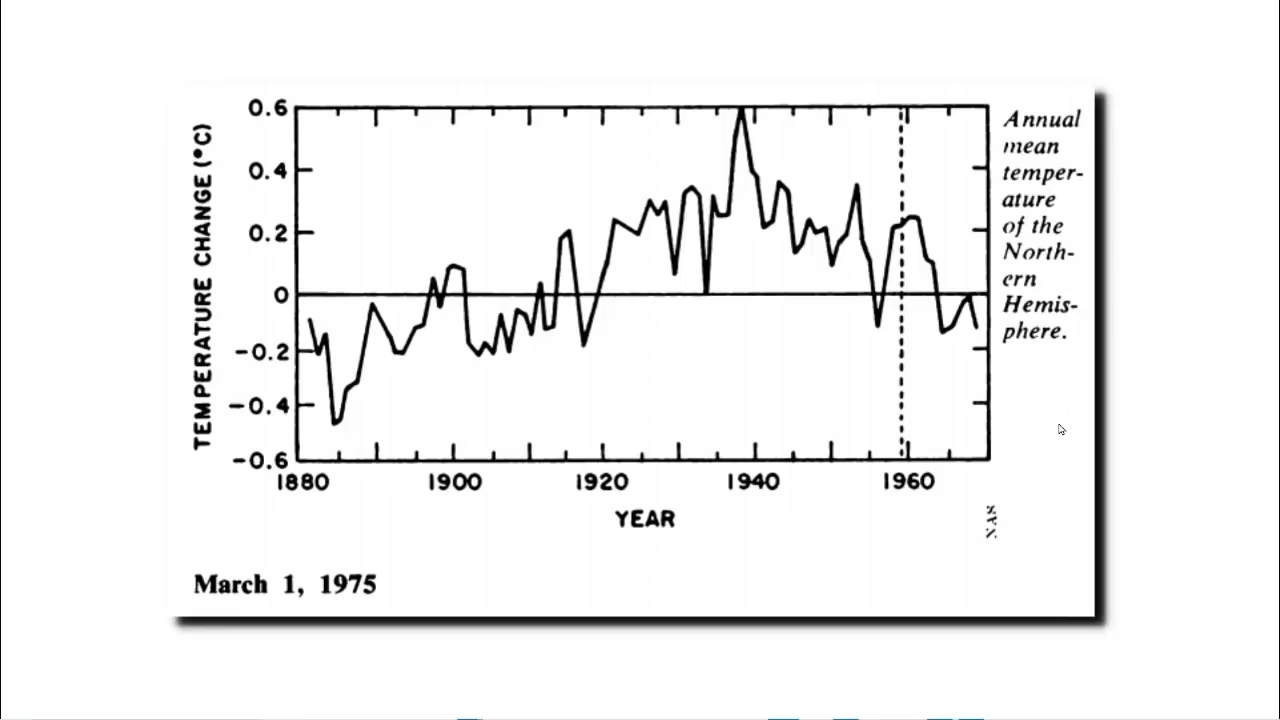 0.6
0.4
0.2
0
-0.2
-0.4
-0.6
TEMPERATURE CHANGE (°C)
1880 1900 1920 1940 1960
YEAR
Annual
mean
temper-
ature
of the
North-
ern
Hemis-
phere.
NAS
March 1, 1975